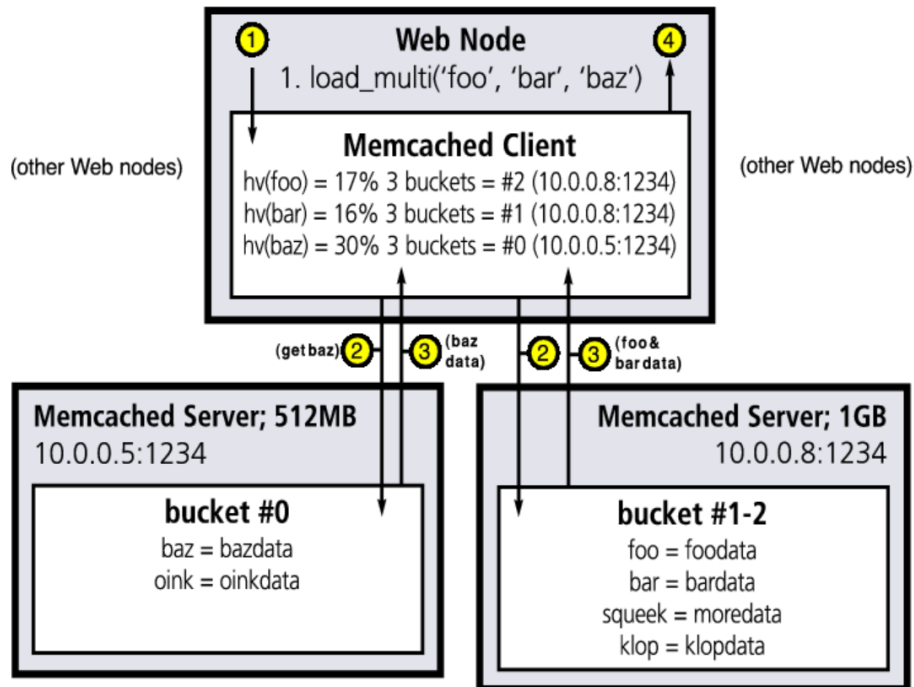 1
Web Node
4
1. load_multi(‘foo’, ‘bar’, ‘baz’)
(other Web nodes)
Memcached Client
hv(foo) = 17% 3 buckets = #2 (10.0.0.8:1234)
hv(bar) = 16% 3 buckets = #1 (10.0.0.8:1234)
hv(baz) = 30% 3 buckets = #0 (10.0.0.5:1234)
(other Web nodes)
(get baz)
2
3
(baz
data)
2
3
(foo &
bar data)
Memcached Server; 512MB
10.0.0.5:1234
bucket #0
baz = bazdata
oink = oinkdata
Memcached Server; 1GB
10.0.0.8:1234
bucket #1-2
foo = foodata
bar = bardata
squeek = moredata
klop = klopdata